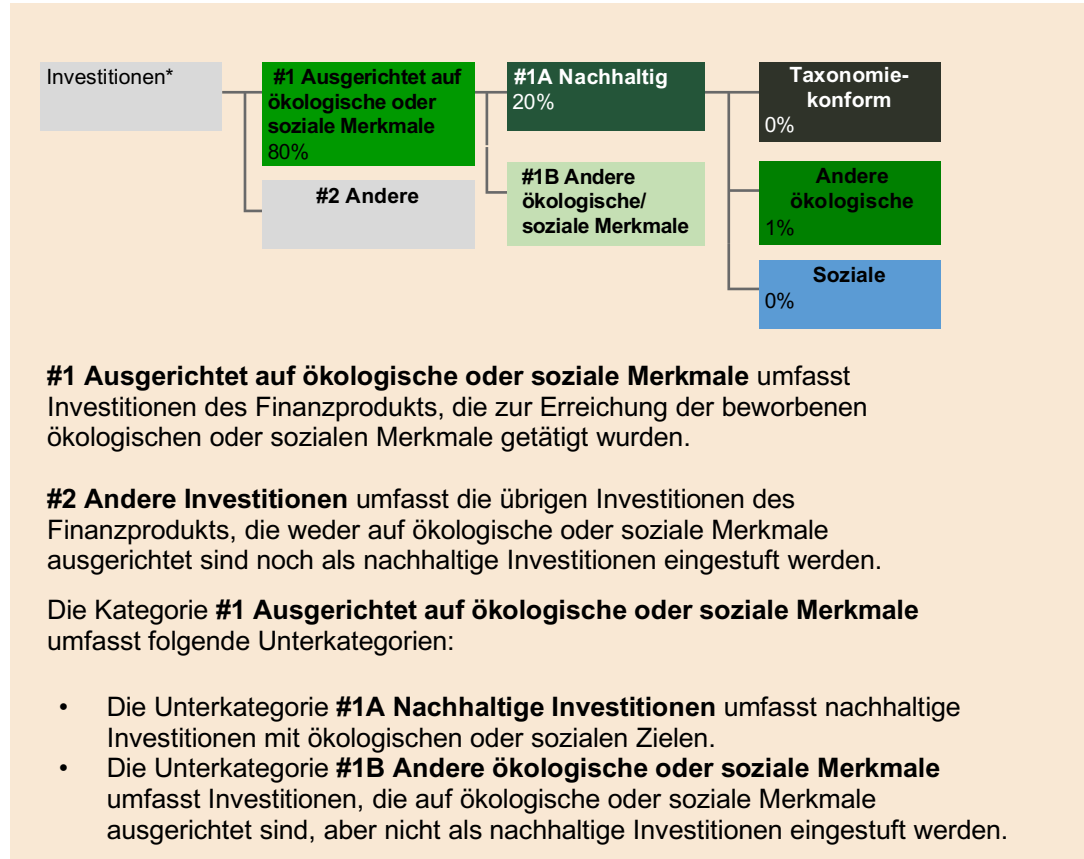 Investitionen*
#1 Ausgerichtet auf
ökologische oder
soziale Merkmale
80%
#2 Andere
#1A Nachhaltig
20%
#1B Andere
ökologische/
soziale Merkmale
Taxonomie-
konform
0%
Andere
ökologische
1%
Soziale
0%
#1 Ausgerichtet auf ökologische oder soziale Merkmale umfasst
Investitionen des Finanzprodukts, die zur Erreichung der beworbenen
ökologischen oder sozialen Merkmale getätigt wurden.
#2 Andere Investitionen umfasst die übrigen Investitionen des
Finanzprodukts, die weder auf ökologische oder soziale Merkmale
ausgerichtet sind noch als nachhaltige Investitionen eingestuft werden.
Die Kategorie #1 Ausgerichtet auf ökologische oder soziale Merkmale
umfasst folgende Unterkategorien:
• Die Unterkategorie #1A Nachhaltige Investitionen umfasst nachhaltige
Investitionen mit ökologischen oder sozialen Zielen.
• Die Unterkategorie #1B Andere ökologische oder soziale Merkmale
umfasst Investitionen, die auf ökologische oder soziale Merkmale
ausgerichtet sind, aber nicht als nachhaltige Investitionen eingestuft werden.